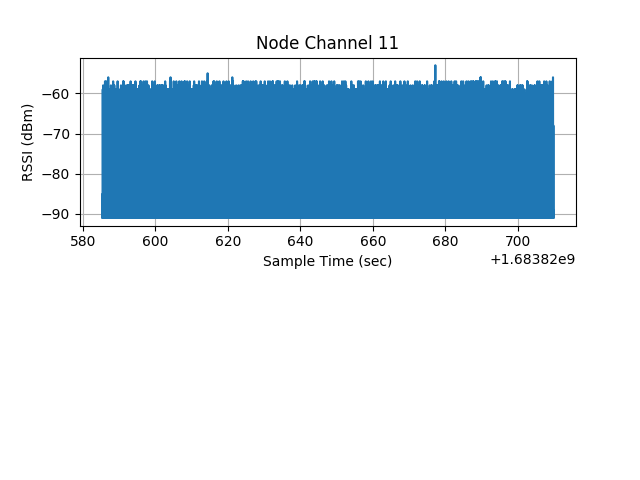 Node Channel 11
RSSI (dBm)
−60
−70
−80
−90
580 600 620 640 660 680 700
Sample Time (sec)
+1.68382e9